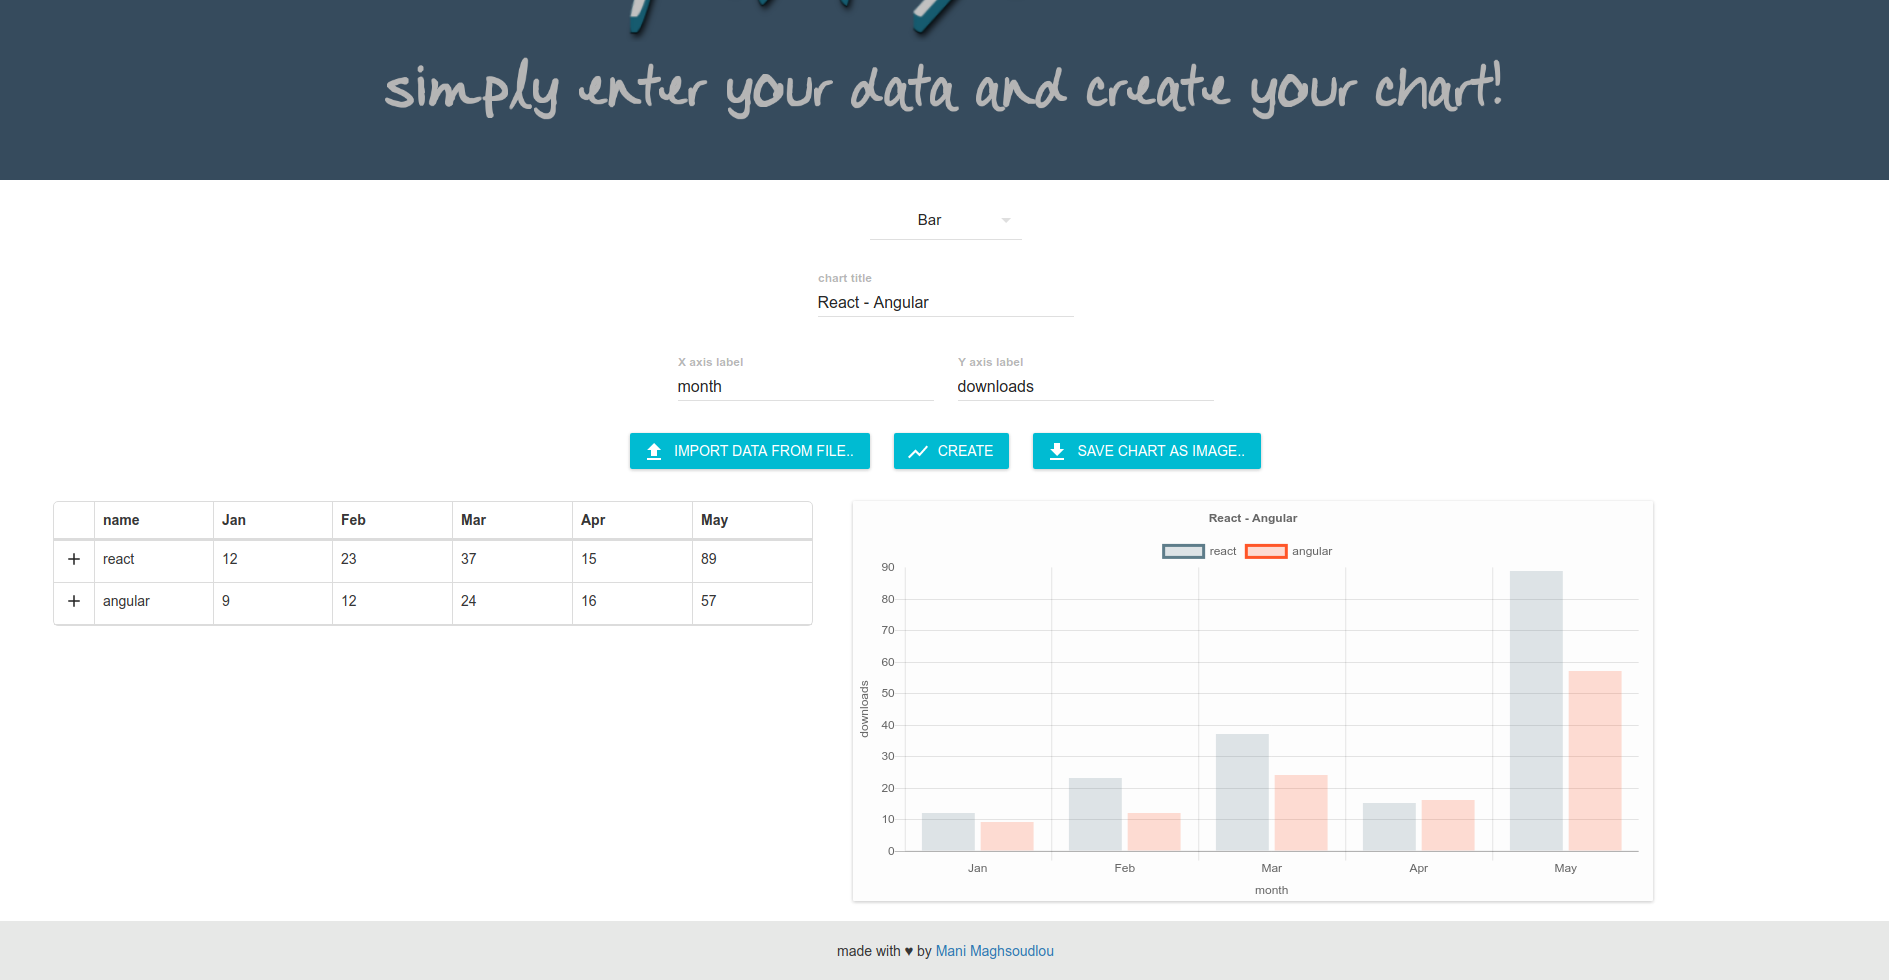 simply enter your data and create your chart!
Bar
chart title
React - Angular
X axis label
Y axis label
month
downloads
IMPORT DATA FROM FILE..
CREATE
SAVE CHART AS IMAGE..
name Jan Feb Mar Apr May
react 12 23 37 15 89
angular 9 12 24 16 57
React - Angular
react angular
90
80
70
60
50
40
30
20
10
0
downloads
Jan Feb Mar Apr May
month
made with ♥ by Mani Maghsoudlou